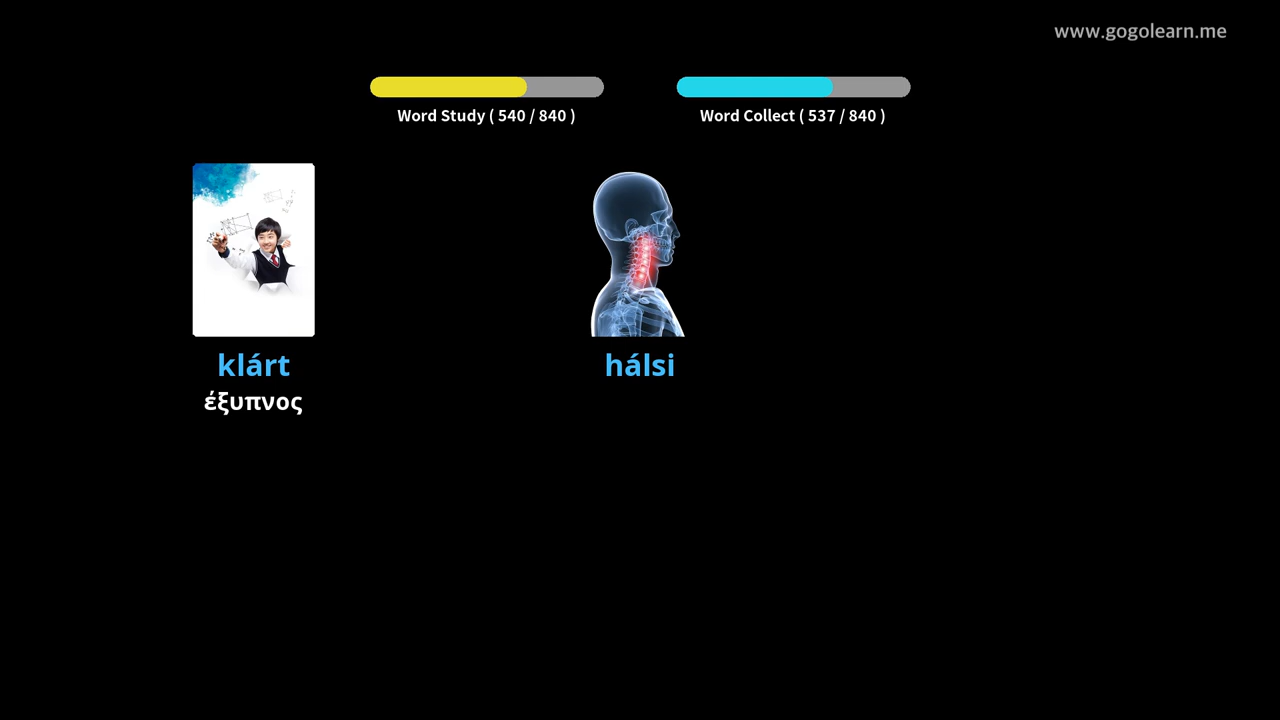 www.gogolearn.me
Word Study ( 540 / 840 )
Word Collect ( 537 / 840 )
klárt
hálsi
έξυπνος